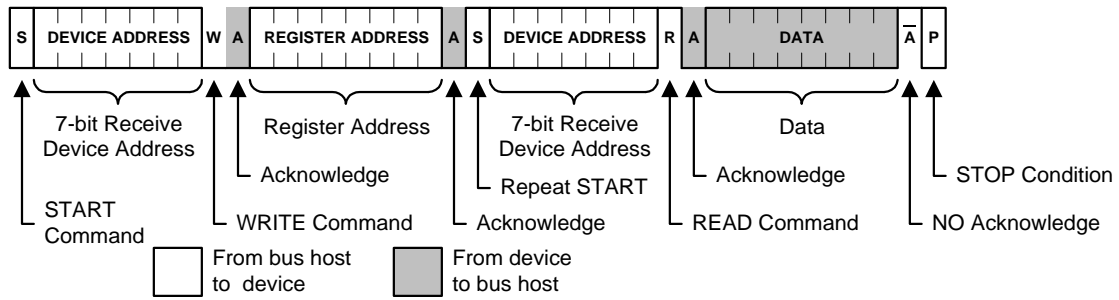 S DEVICE ADDRESS W A REGISTER ADDRESS A S DEVICE ADDRESS R A DATA A̅ P
7-bit Receive
Device Address
Register Address
7-bit Receive
Device Address
Data
Acknowledge
Repeat START
Acknowledge
STOP Condition
START
Command
WRITE Command
Acknowledge
READ Command
NO Acknowledge
From bus host
to device
From device
to bus host